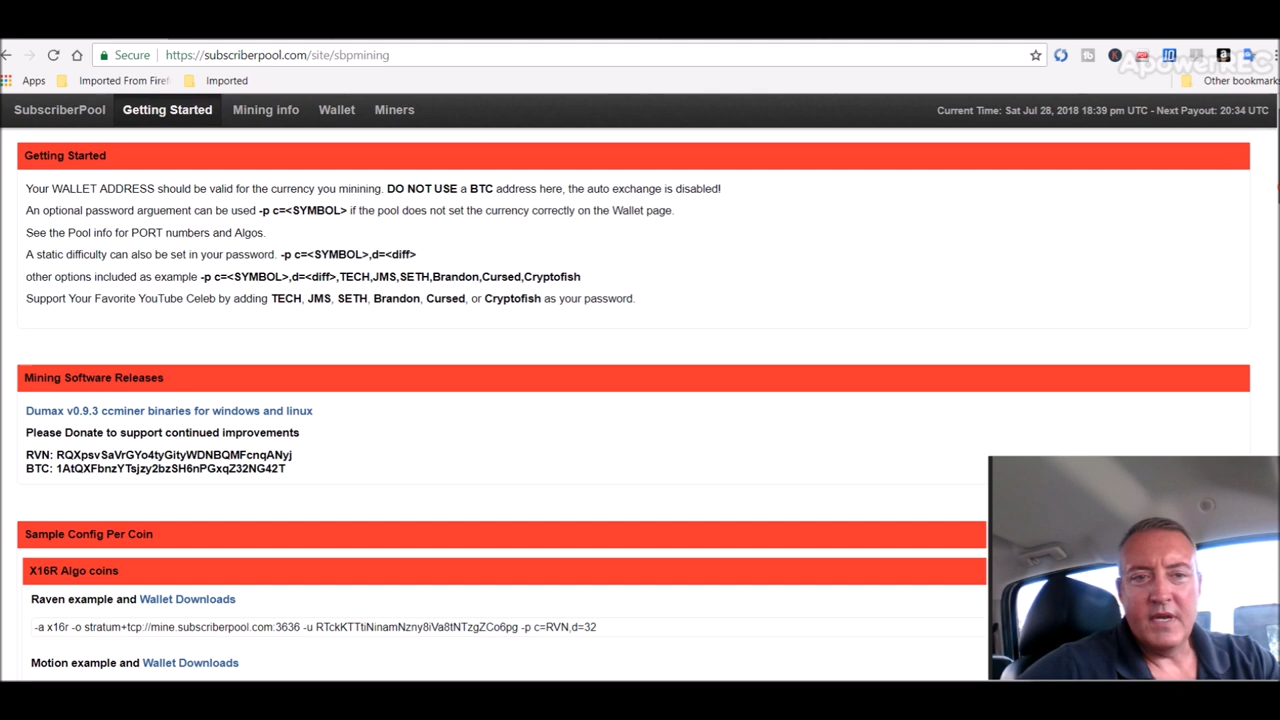 Secure
https://subscriberpool.com/site/sbpmining
ApowerREC
Apps
Imported From Firef
Imported
Other bookmark
SubscriberPool
Getting Started
Mining info
Wallet
Miners
Current Time: Sat Jul 28, 2018 18:39 pm UTC - Next Payout: 20:34 UTC
Getting Started
Your WALLET ADDRESS should be valid for the currency you minining. DO NOT USE a BTC address here, the auto exchange is disabled!
An optional password arguement can be used -p c=<SYMBOL> if the pool does not set the currency correctly on the Wallet page.
See the Pool info for PORT numbers and Algos.
A static difficulty can also be set in your password. -p c=<SYMBOL>,d=<diff>
other options included as example -p c=<SYMBOL>,d=<diff>,TECH,JMS,SETH,Brandon,Cursed,Cryptofish
Support Your Favorite YouTube Celeb by adding TECH, JMS, SETH, Brandon, Cursed, or Cryptofish as your password.
Mining Software Releases
Dumax v0.9.3 ccminer binaries for windows and linux
Please Donate to support continued improvements
RVN: RQXpsvSaVrGYo4tyGityWDNBQMFcnqANyj
BTC: 1AtQXFbnzYTsjzy2bzSH6nPGxqZ32NG42T
Sample Config Per Coin
X16R Algo coins
Raven example and Wallet Downloads
-a x16r -o stratum+tcp://mine.subscriberpool.com:3636 -u RTckKTTtiNinamNzny8iVa8tNTzgZCo6pg -p c=RVN,d=32
Motion example and Wallet Downloads